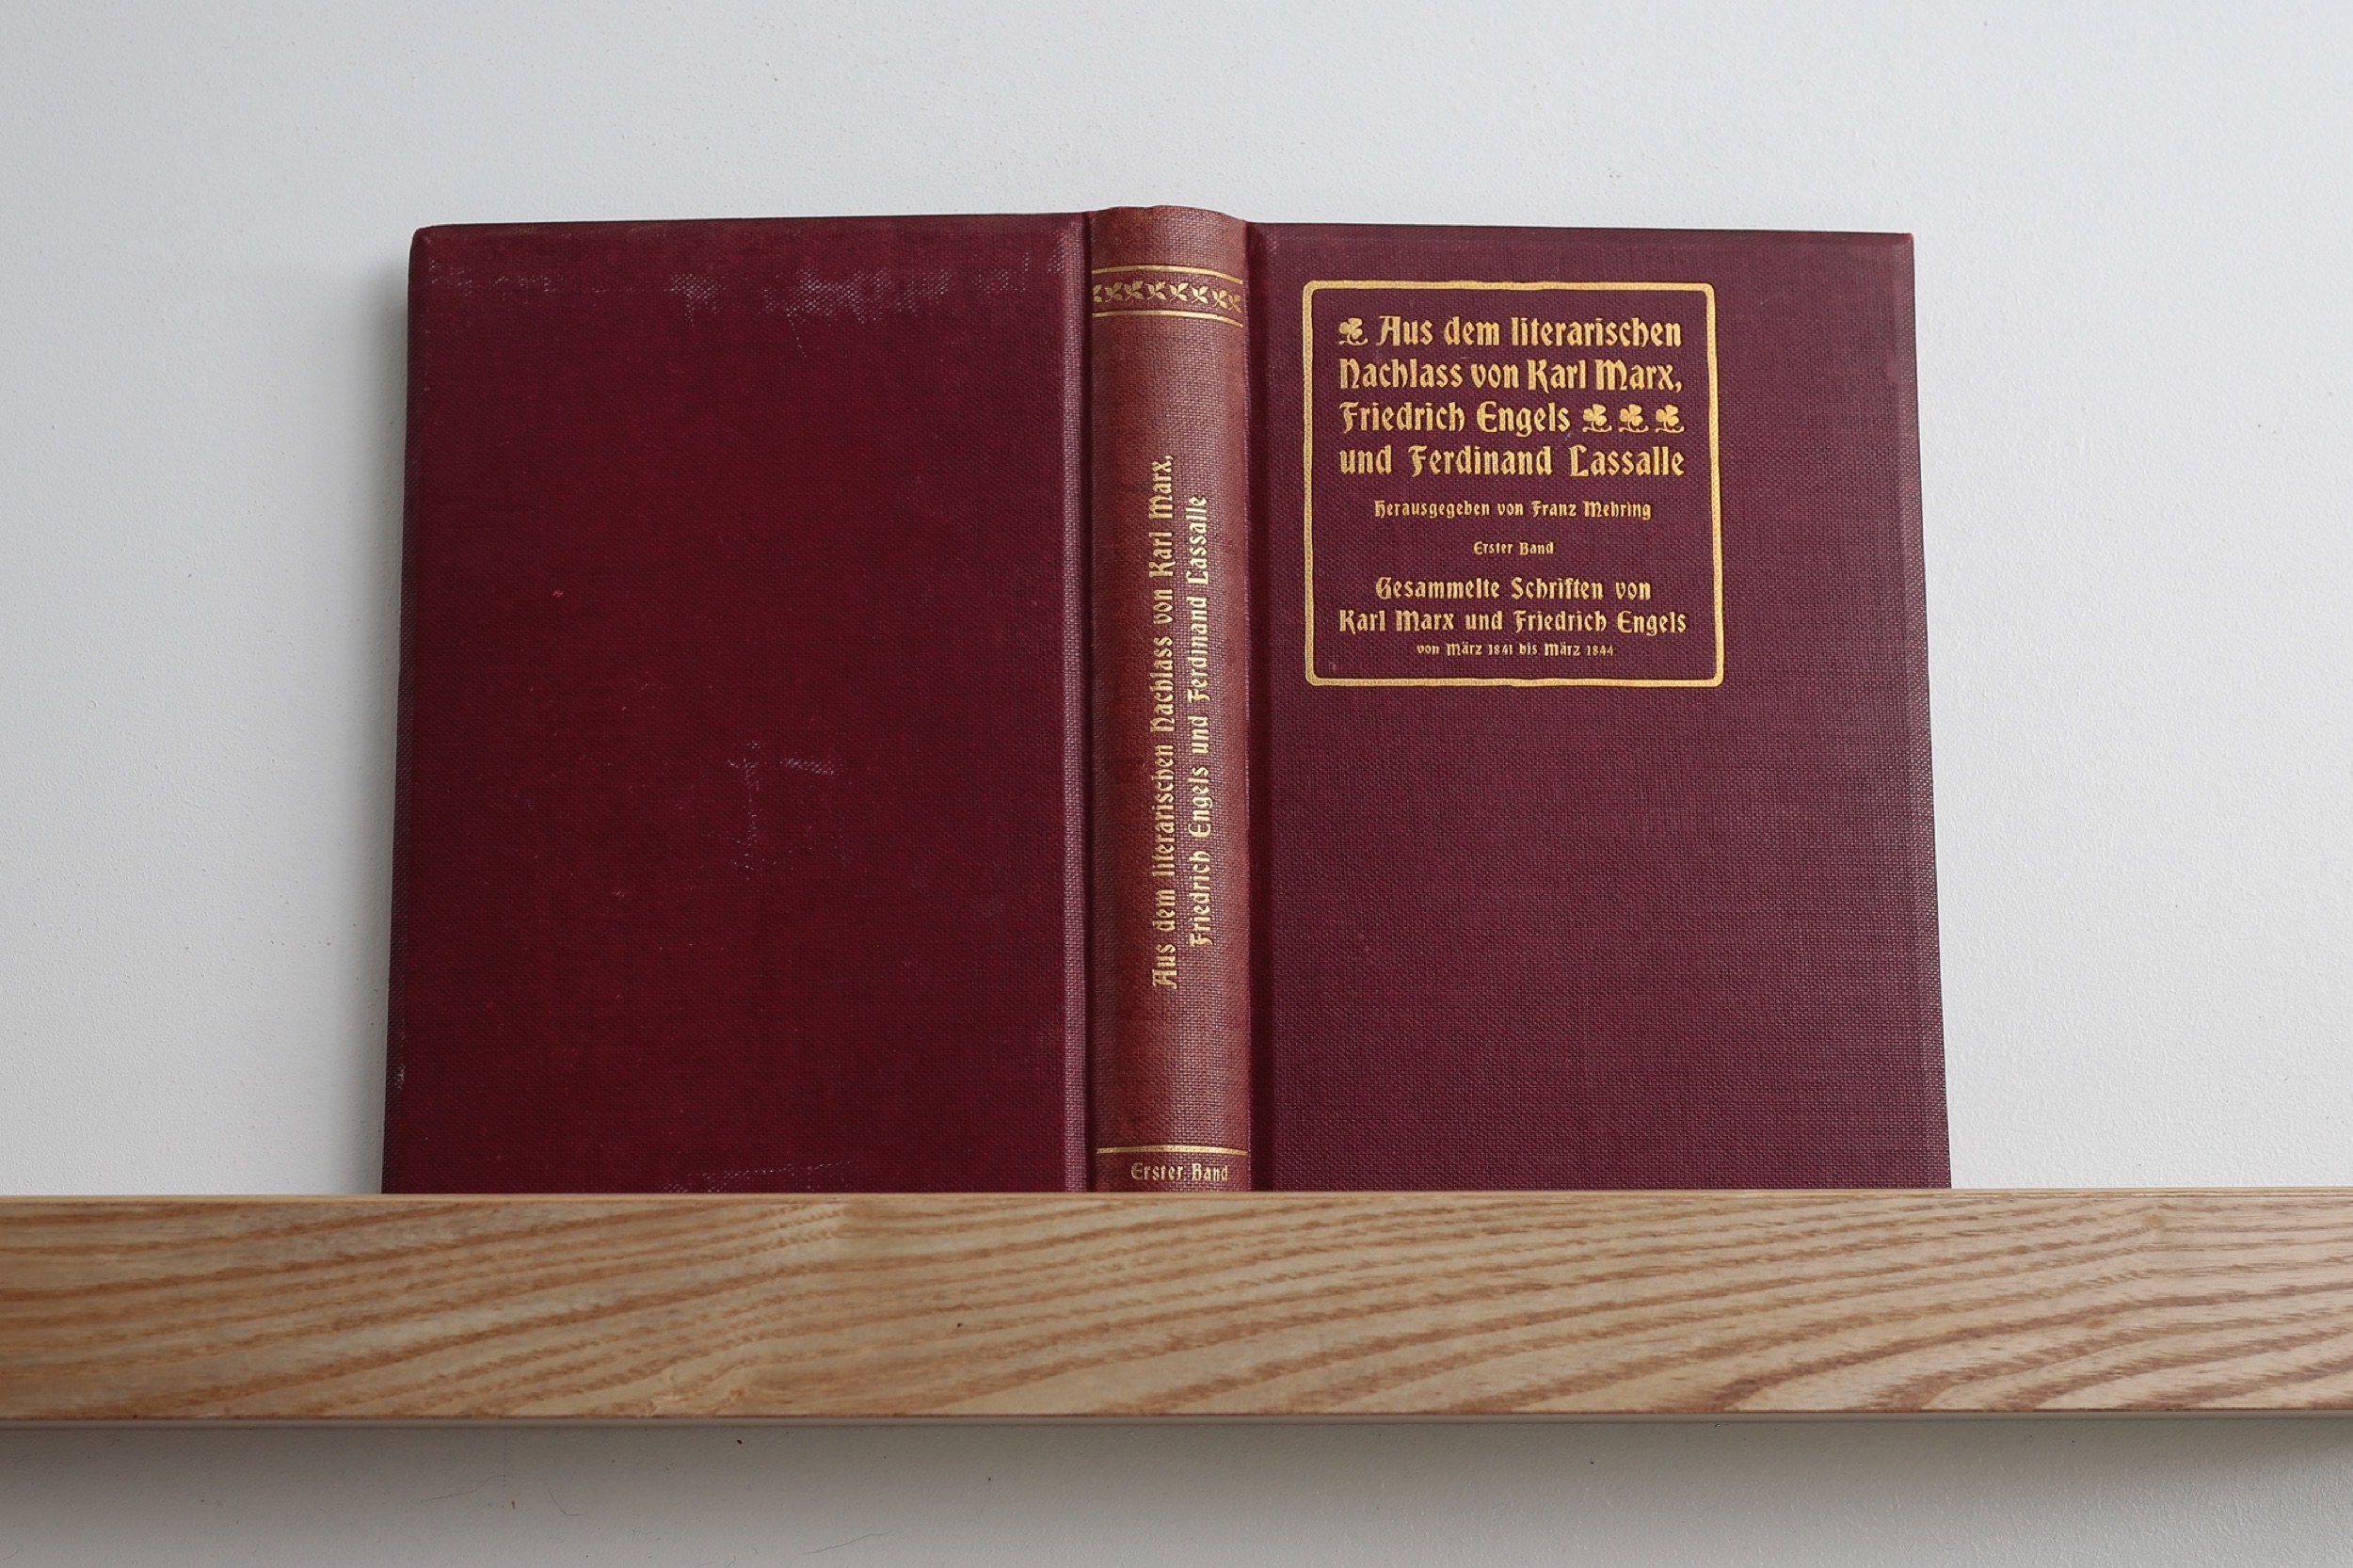 Aus dem literarischen Nachlass von Karl Marx,
Friedrich Engels und Ferdinand Lassalle
Erster Band
Aus dem literarischen
Nachlass von Karl Marx,
Friedrich Engels
und Ferdinand Lassalle
Herausgegeben von Franz Mehring
Erster Band
Gesammelte Schriften von
Karl Marx und Friedrich Engels
von März 1841 bis März 1844